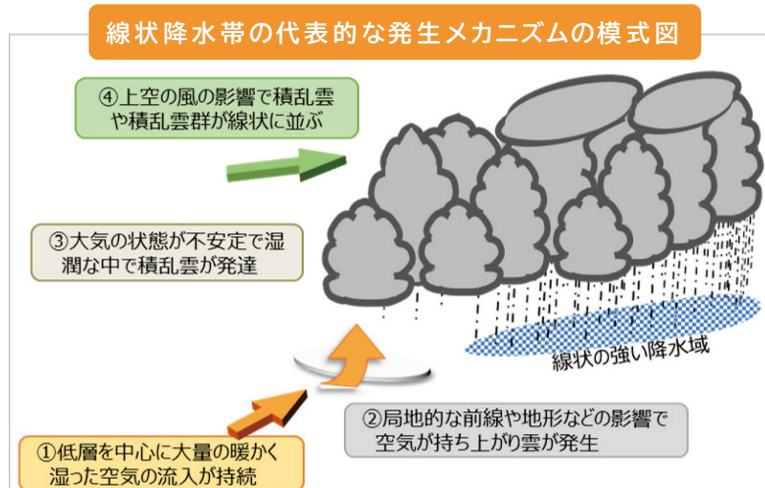 線状降水帯の代表的な発生メカニズムの模式図
④上空の風の影響で積乱雲
や積乱雲群が線状に並ぶ
③大気の状態が不安定で湿
潤な中で積乱雲が発達
線状の強い降水域
②局地的な前線や地形などの影響で
空気が持ち上がり雲が発生
①低層を中心に大量の暖かく
湿った空気の流入が持続